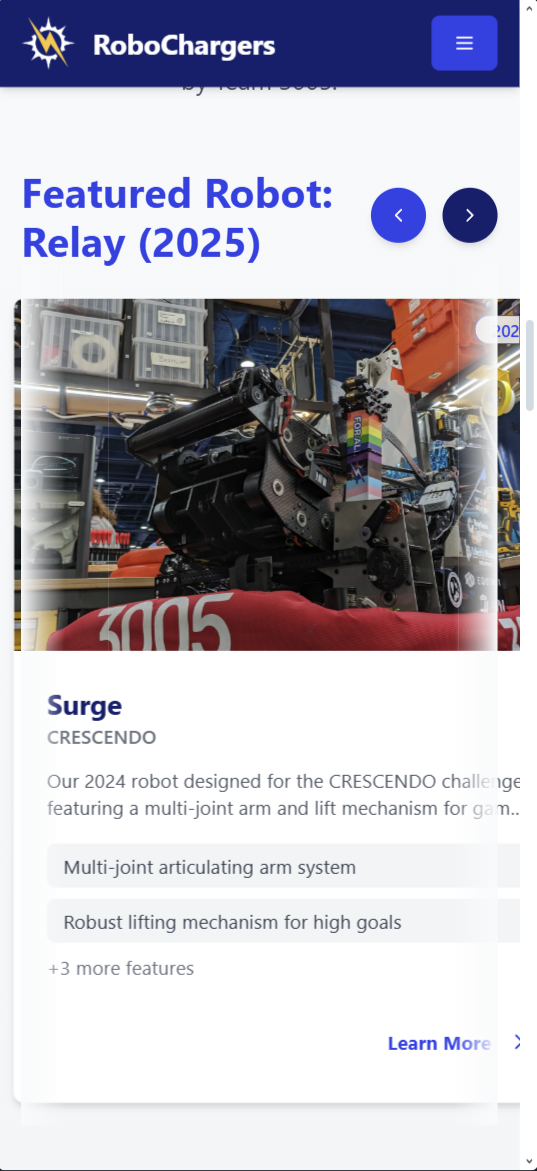 RoboChargers
by Team 3005.
Featured Robot:
Relay (2025)
202
FORIAL
3005
Surge
CRESCENDO
Our 2024 robot designed for the CRESCENDO challenge
featuring a multi-joint arm and lift mechanism for gam...
Multi-joint articulating arm system
Robust lifting mechanism for high goals
+3 more features
Learn More